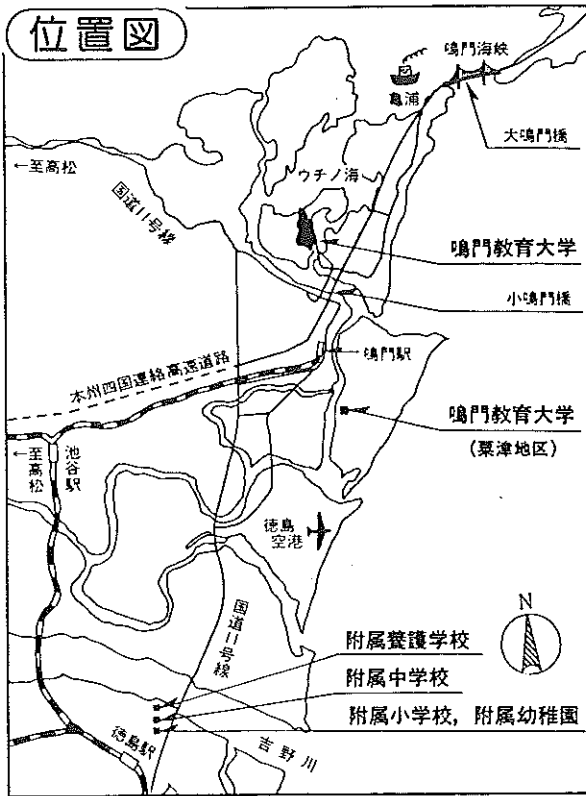 位置図
鳴門海峡
亀浦
大鳴門橋
←至高松
国道11号線
ウチノ海
鳴門教育大学
小鳴門橋
鳴門駅
本州四国連絡高速道路
鳴門教育大学
(粟津地区)
←至高松
池谷駅
徳島
空港
国道11号線
N
附属養護学校
附属中学校
附属小学校，附属幼稚園
徳島駅
吉野川